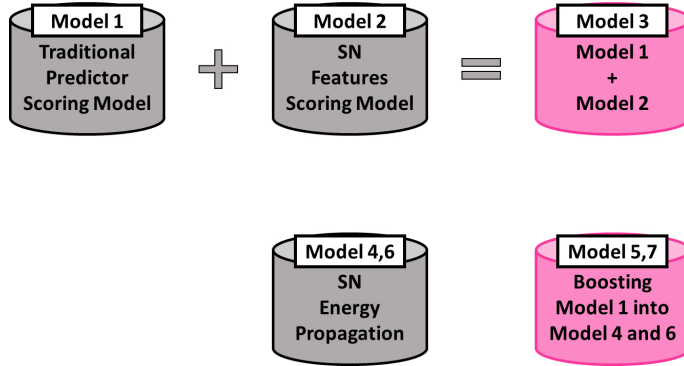 Model 1
Traditional
Predictor
Scoring Model
+
Model 2
SN
Features
Scoring Model
=
Model 3
Model 1
+
Model 2
Model 4,6
SN
Energy
Propagation
Model 5,7
Boosting
Model 1 into
Model 4 and 6